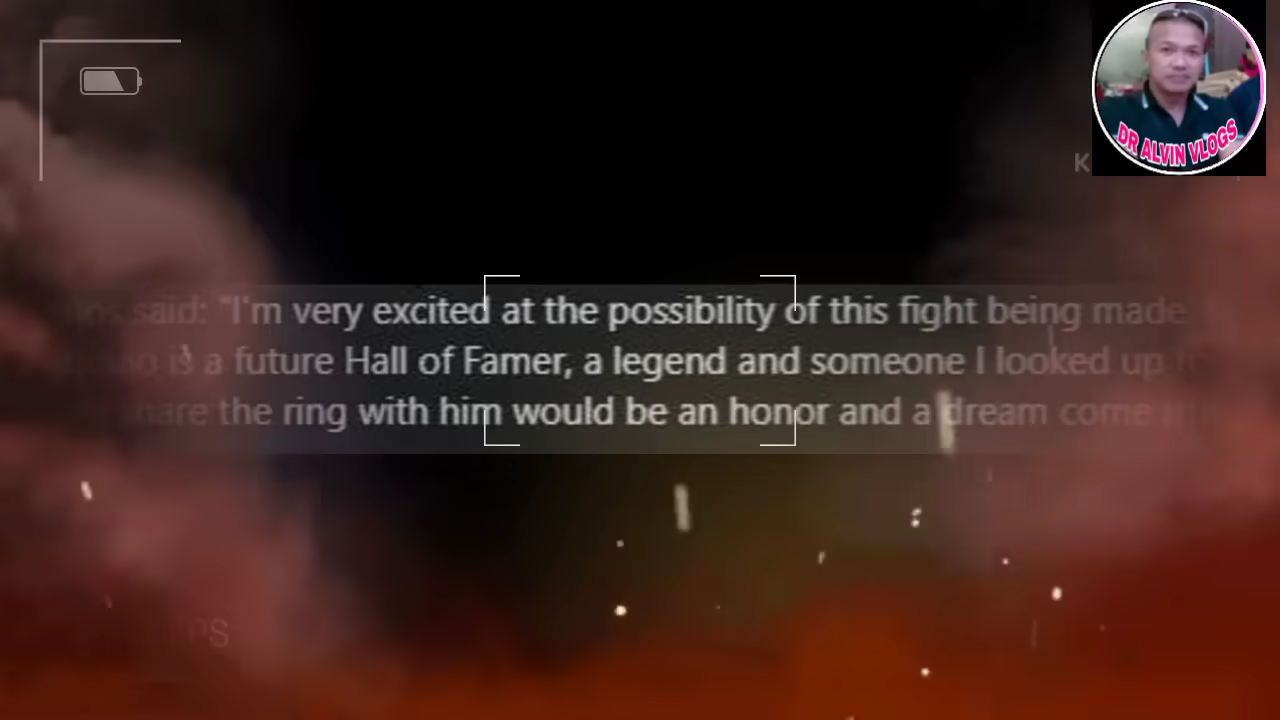 DR ALVIN VLOGS
K
said: "I'm very excited at the possibility of this fight being made
is a future Hall of Famer, a legend and someone I looked up
share the ring with him would be an honor and a dream come